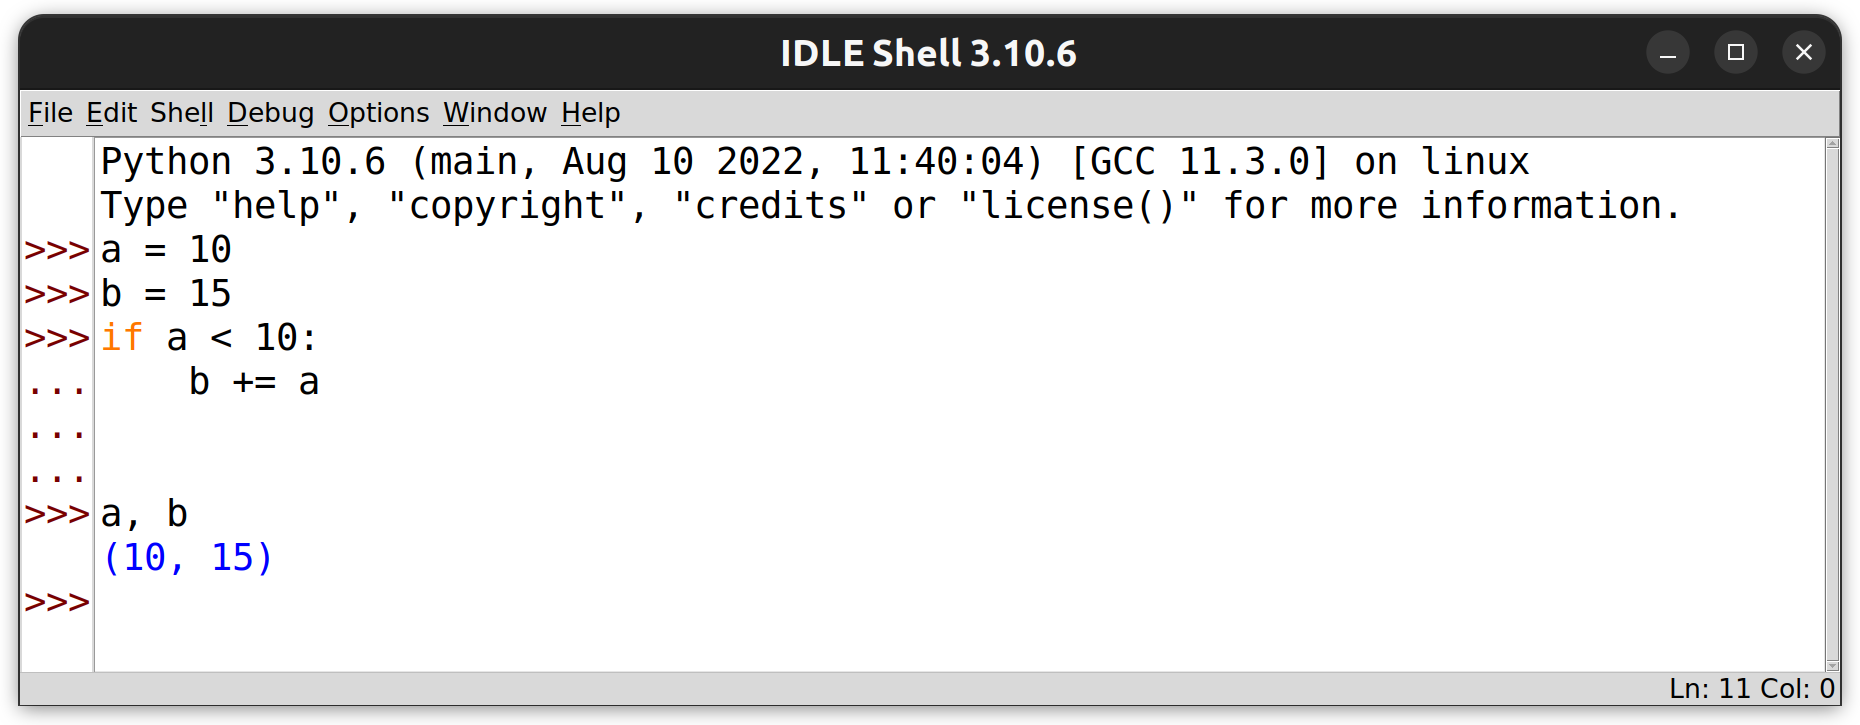 IDLE Shell 3.10.6
File Edit Shell Debug Options Window Help
Python 3.10.6 (main, Aug 10 2022, 11:40:04) [GCC 11.3.0] on linux
Type "help", "copyright", "credits" or "license()" for more information.
>>> a = 10
>>> b = 15
>>> if a < 10:
...     b += a
...
...
>>> a, b
(10, 15)
>>>
Ln: 11 Col: 0